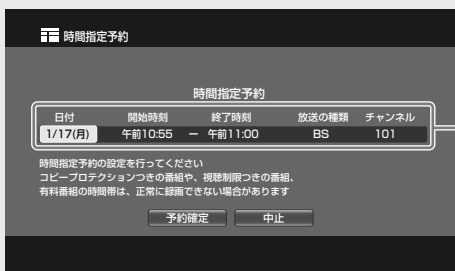 時間指定予約
時間指定予約
日付 開始時刻 終了時刻 放送の種類 チャンネル
1/17(月) 午前10:55 － 午前11:00 BS 101
時間指定予約の設定を行ってください
コピープロテクションつきの番組や、視聴制限つきの番組、
有料番組の時間帯は、正常に録画できない場合があります
予約確定 中止